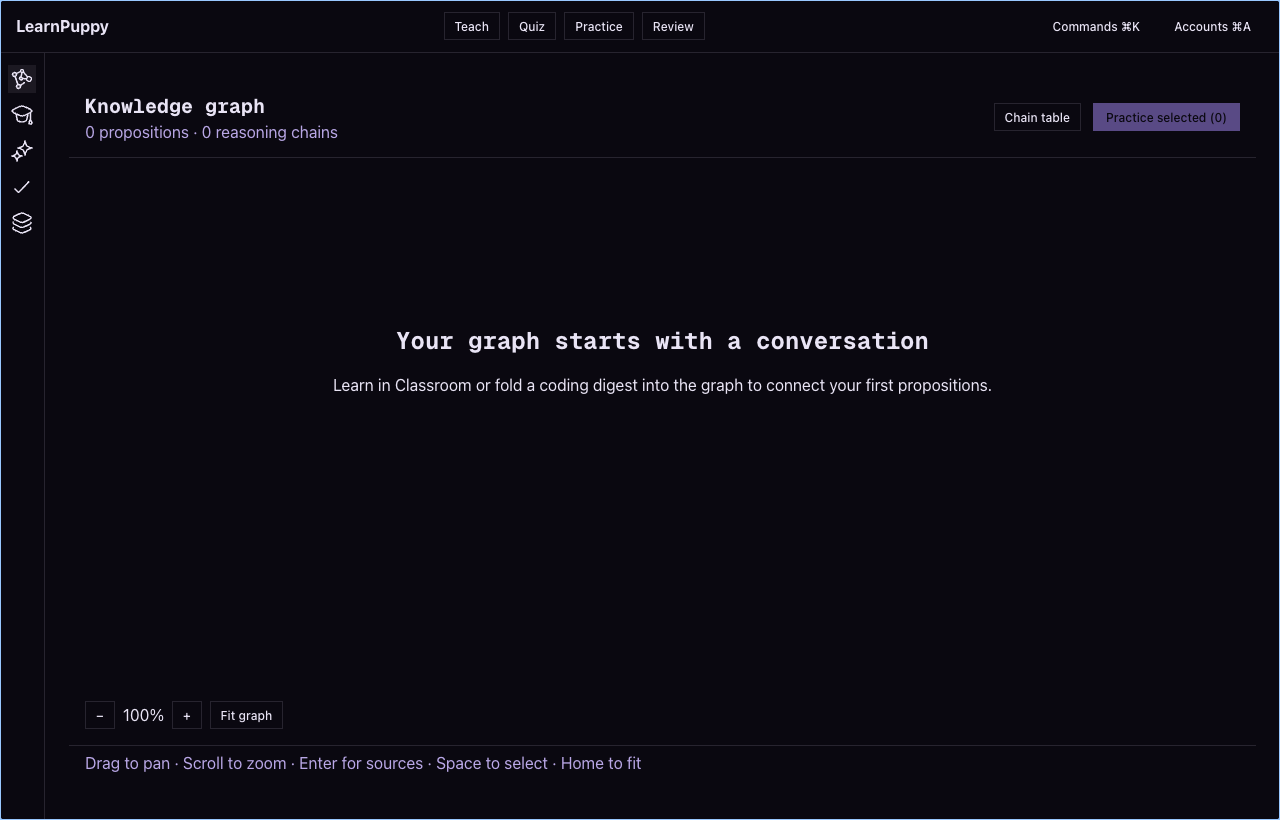 LearnPuppy
Teach
Quiz
Practice
Review
Commands ⌘K
Accounts ⌘A
Knowledge graph
0 propositions · 0 reasoning chains
Chain table
Practice selected (0)
Your graph starts with a conversation
Learn in Classroom or fold a coding digest into the graph to connect your first propositions.
− 100% +
Fit graph
Drag to pan · Scroll to zoom · Enter for sources · Space to select · Home to fit